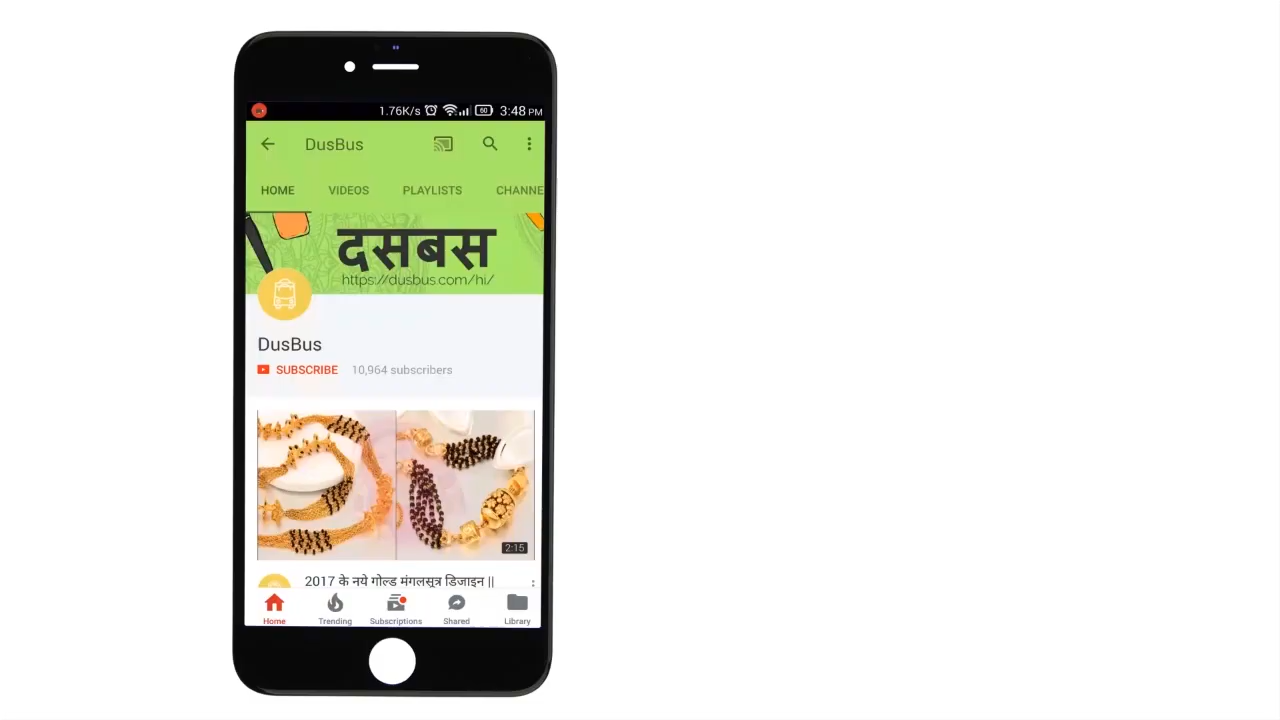 1.76K/s 60 3:48 PM
DusBus
HOME VIDEOS PLAYLISTS CHANNE
दसबस
https://dusbus.com/hi/
DusBus
SUBSCRIBE 10,964 subscribers
2:15
2017 के नये गोल्ड मंगलसूत्र डिजाइन ||
Home Trending Subscriptions Shared Library